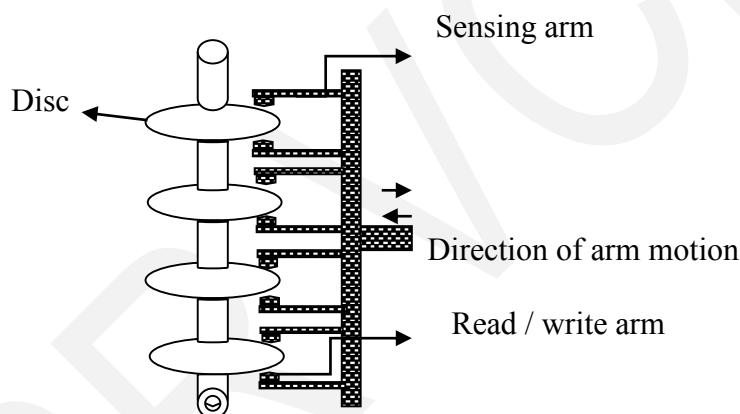 Sensing arm
Disc
Direction of arm motion
Read / write arm